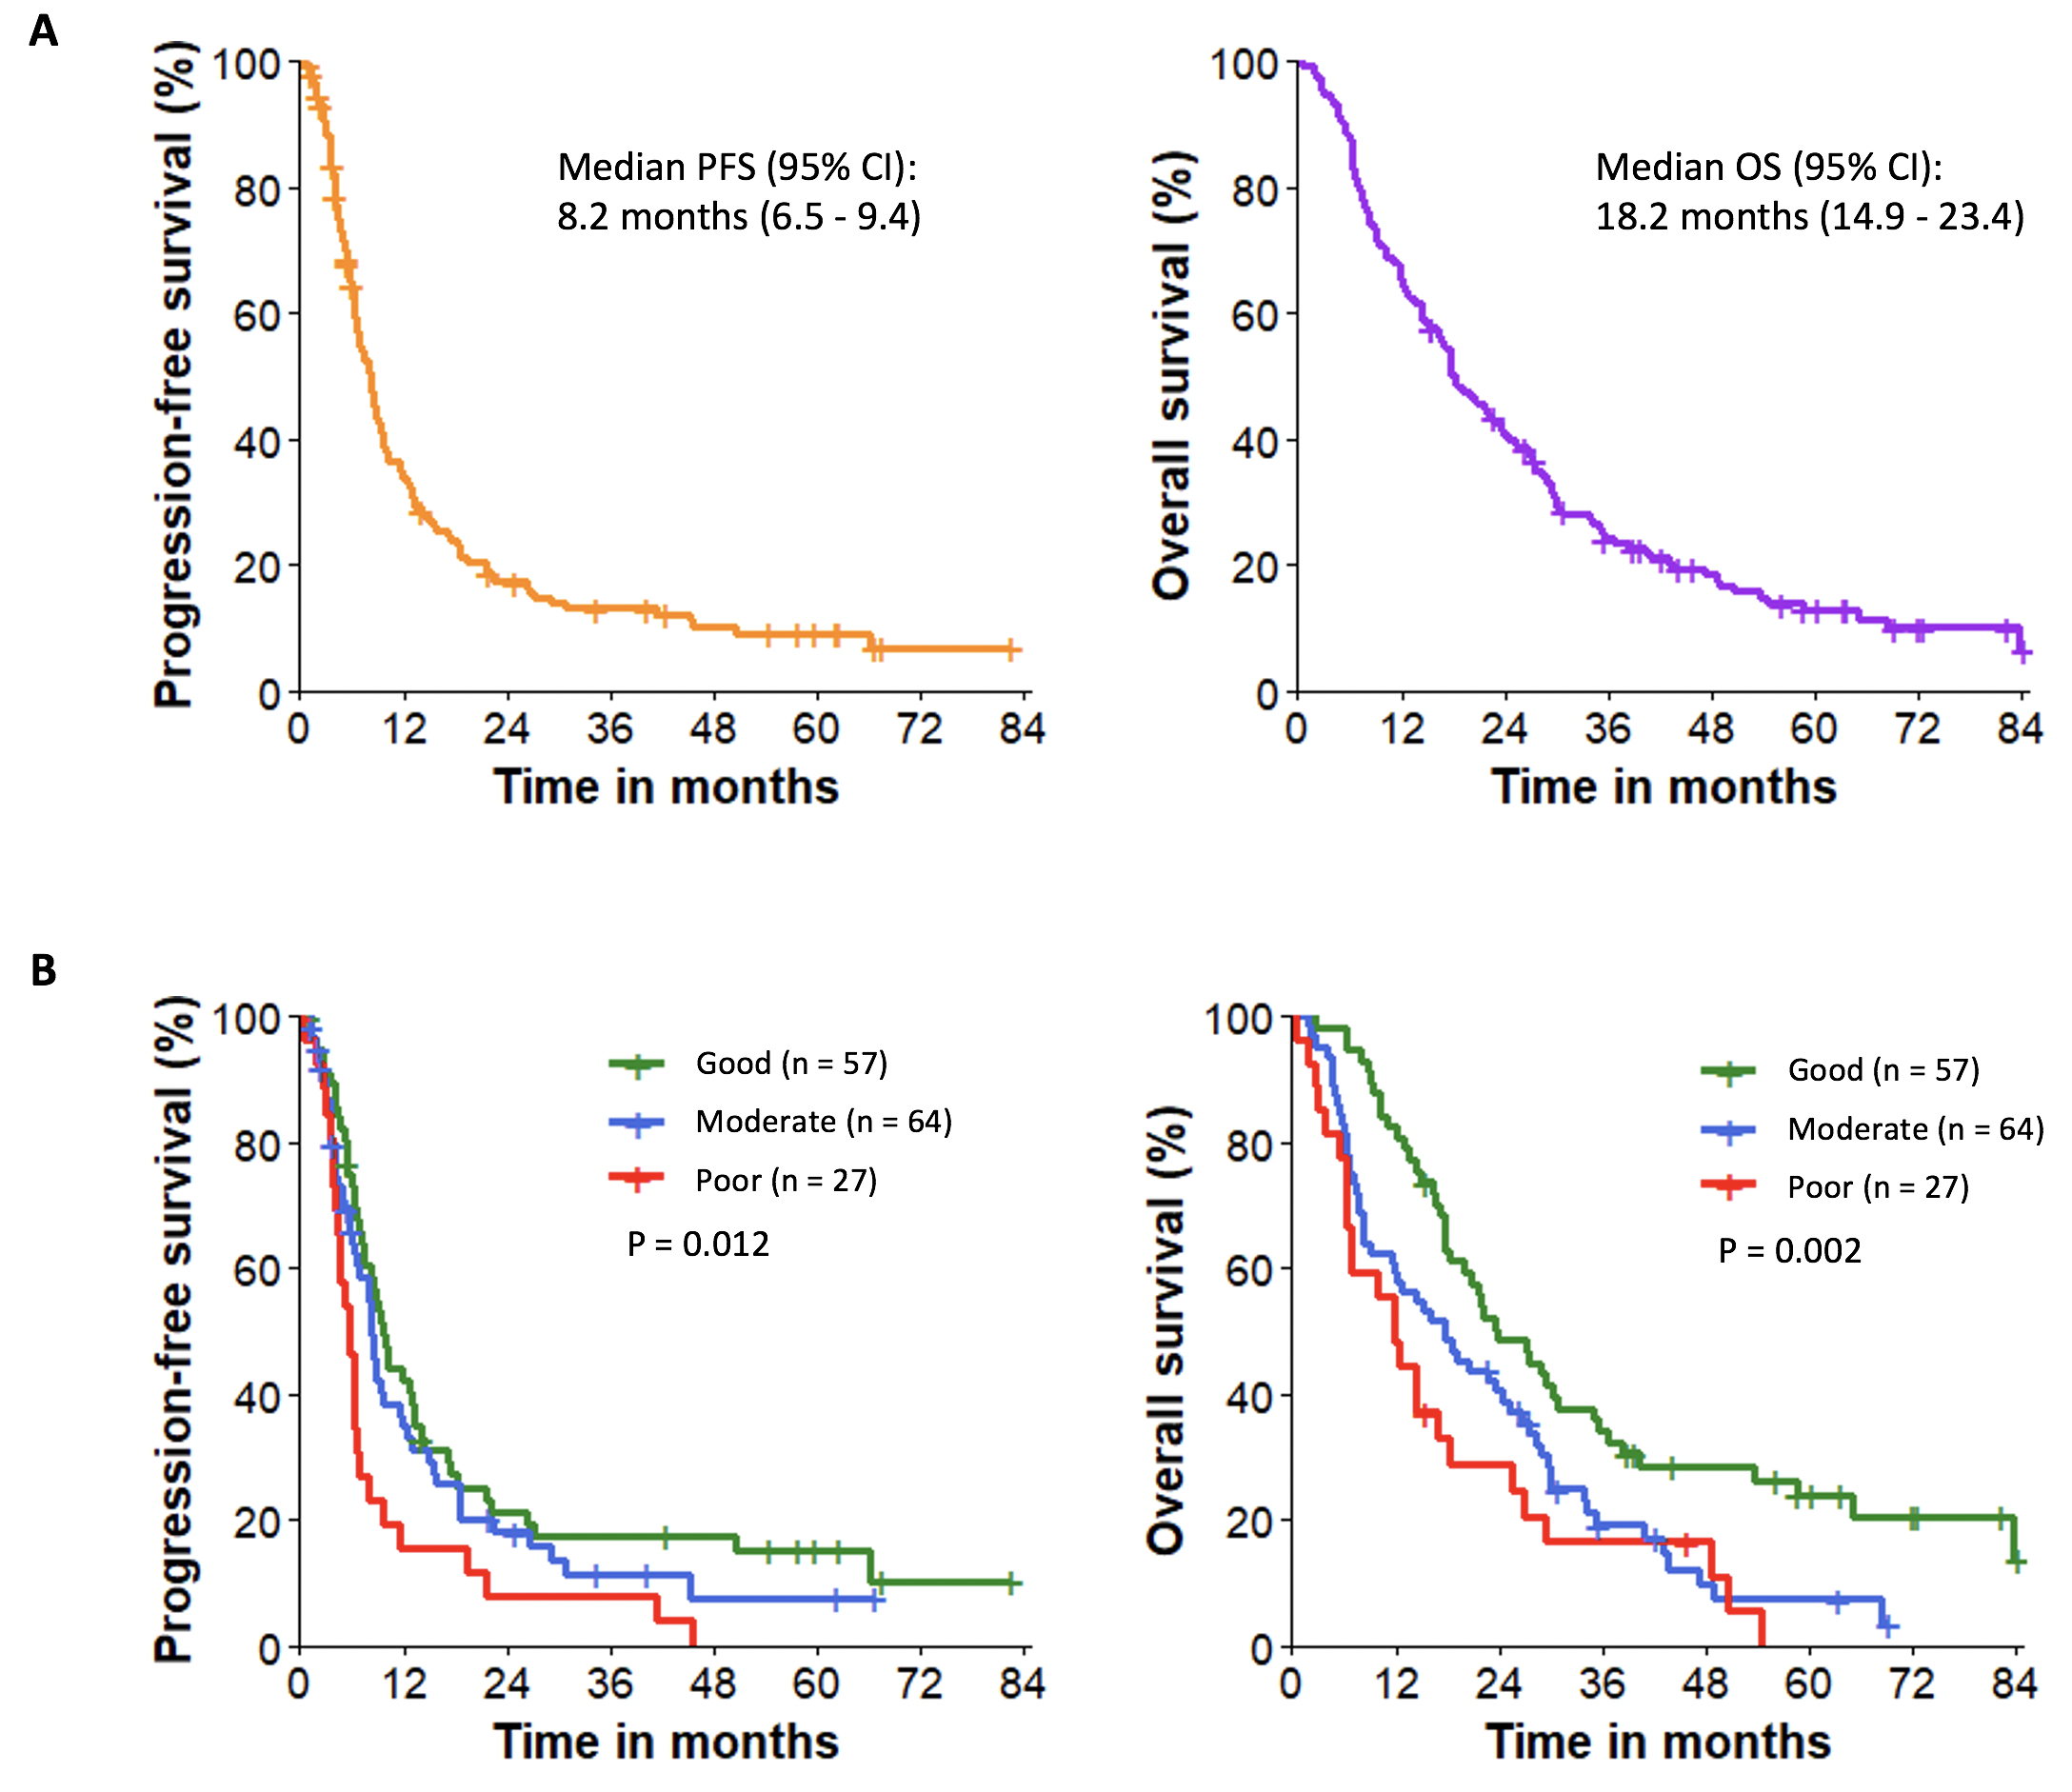 A
Progression-free survival (%)
100
80
60
40
20
0
0 12 24 36 48 60 72 84
Time in months
Median PFS (95% CI):
8.2 months (6.5 - 9.4)
Overall survival (%)
100
80
60
40
20
0
0 12 24 36 48 60 72 84
Time in months
Median OS (95% CI):
18.2 months (14.9 - 23.4)
B
Progression-free survival (%)
100
80
60
40
20
0
0 12 24 36 48 60 72 84
Time in months
Good (n = 57)
Moderate (n = 64)
Poor (n = 27)
P = 0.012
Overall survival (%)
100
80
60
40
20
0
0 12 24 36 48 60 72 84
Time in months
Good (n = 57)
Moderate (n = 64)
Poor (n = 27)
P = 0.002